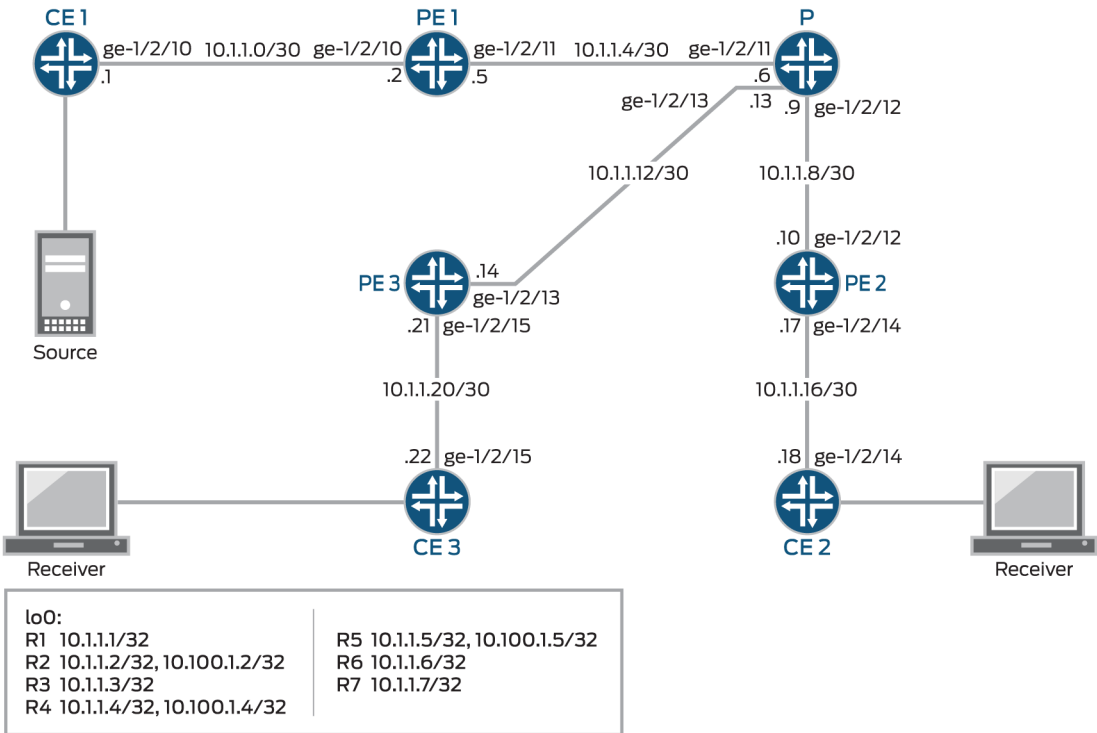 CE 1
PE 1
P
ge-1/2/10 10.1.1.0/30 ge-1/2/10
ge-1/2/11 10.1.1.4/30 ge-1/2/11
.1
.2
.5
.6
ge-1/2/13 .13
.9 ge-1/2/12
10.1.1.12/30
10.1.1.8/30
.10 ge-1/2/12
PE 3
.14
ge-1/2/13
PE 2
.21 ge-1/2/15
.17 ge-1/2/14
Source
10.1.1.20/30
10.1.1.16/30
.22 ge-1/2/15
.18 ge-1/2/14
CE 3
CE 2
Receiver
Receiver
lo0:
R1 10.1.1.1/32
R2 10.1.1.2/32, 10.100.1.2/32
R3 10.1.1.3/32
R4 10.1.1.4/32, 10.100.1.4/32
R5 10.1.1.5/32, 10.100.1.5/32
R6 10.1.1.6/32
R7 10.1.1.7/32